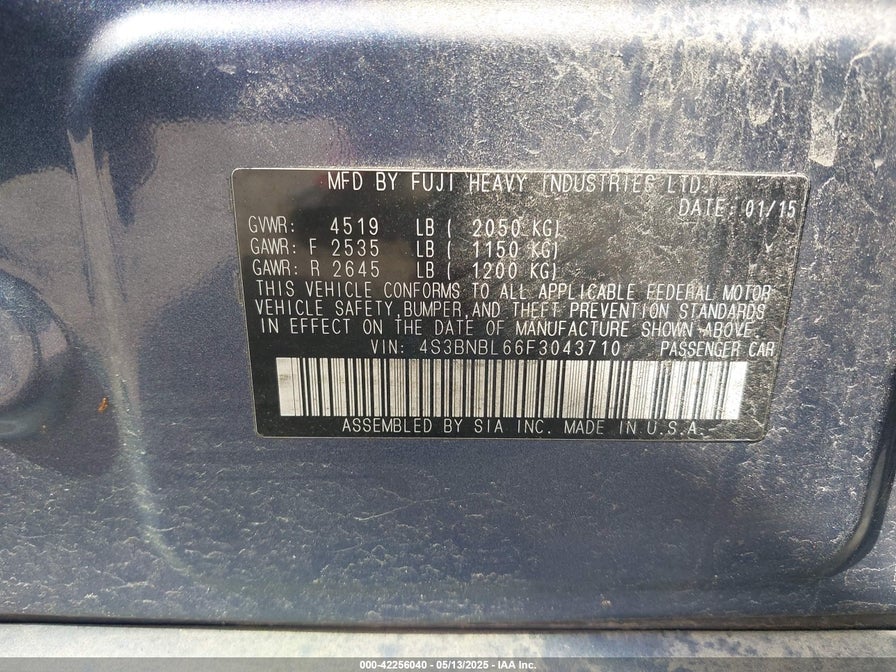 MFD BY FUJI HEAVY INDUSTRIES LTD.
DATE: 01/15
GVWR: 4519 LB ( 2050 KG)
GAWR: F 2535 LB ( 1150 KG)
GAWR: R 2645 LB ( 1200 KG)
THIS VEHICLE CONFORMS TO ALL APPLICABLE FEDERAL MOTOR
VEHICLE SAFETY, BUMPER, AND THEFT PREVENTION STANDARDS
IN EFFECT ON THE DATE OF MANUFACTURE SHOWN ABOVE.
VIN: 4S3BNBL66F3043710 PASSENGER CAR
ASSEMBLED BY SIA INC. MADE IN U.S.A.
000-42256040 - 05/13/2025 - IAA Inc.